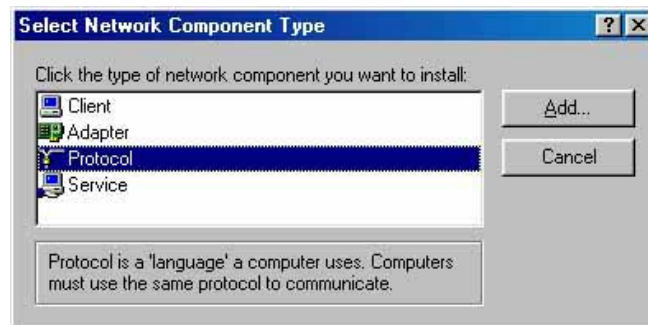 Select Network Component Type
Click the type of network component you want to install:
Client
Adapter
Protocol
Service
Add...
Cancel
Protocol is a 'language' a computer uses. Computers
must use the same protocol to communicate.